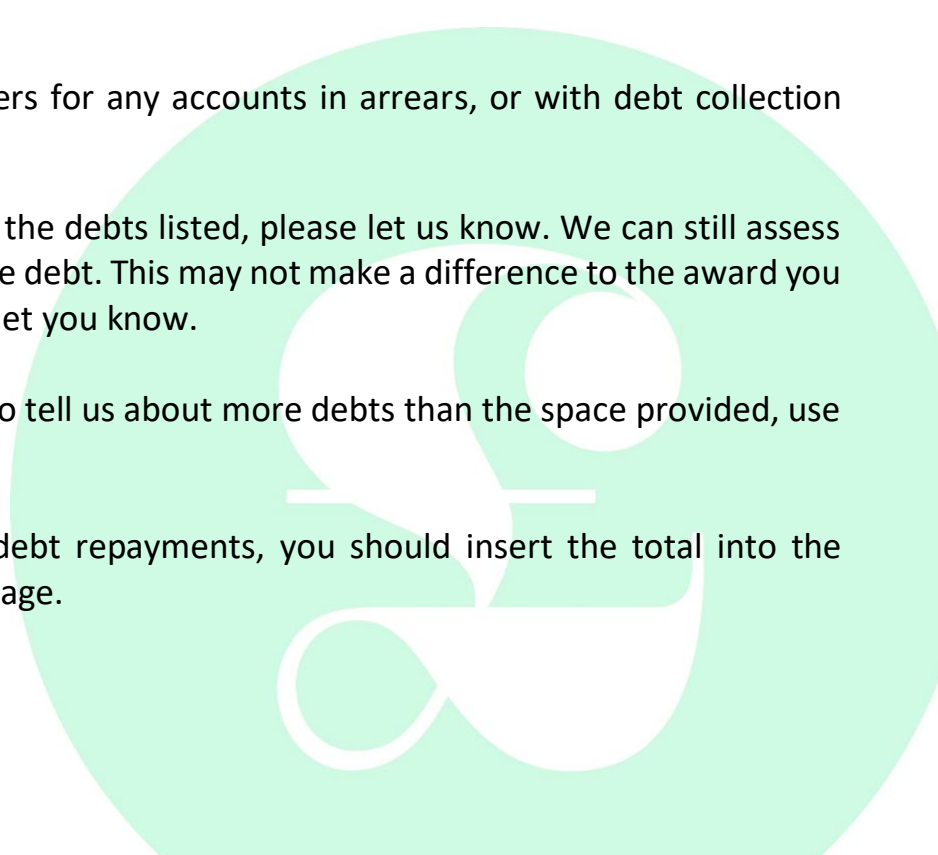 ers for any accounts in arrears, or with debt collection
the debts listed, please let us know. We can still assess
e debt. This may not make a difference to the award you
et you know.
o tell us about more debts than the space provided, use
debt repayments, you should insert the total into the
age.